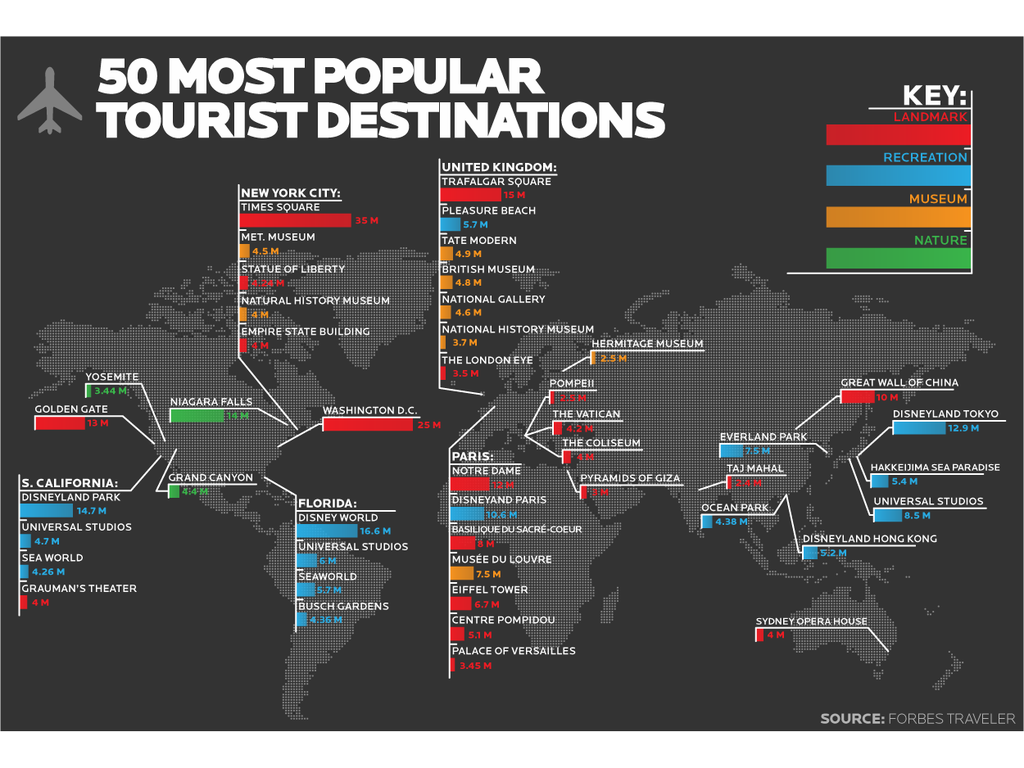 50 MOST POPULAR
TOURIST DESTINATIONS
KEY:
LANDMARK
RECREATION
MUSEUM
NATURE
NEW YORK CITY:
TIMES SQUARE
35 M
MET. MUSEUM
4.5 M
STATUE OF LIBERTY
NATURAL HISTORY MUSEUM
4 M
EMPIRE STATE BUILDING
4 M
UNITED KINGDOM:
TRAFALGAR SQUARE
15 M
PLEASURE BEACH
5.7 M
TATE MODERN
4.9 M
BRITISH MUSEUM
4.8 M
NATIONAL GALLERY
4.6 M
NATIONAL HISTORY MUSEUM
3.7 M
THE LONDON EYE
3.5 M
HERMITAGE MUSEUM
2.5 M
POMPEII
2.5 M
THE VATICAN
4.2 M
THE COLISEUM
4 M
PYRAMIDS OF GIZA
YOSEMITE
3.44 M
GOLDEN GATE
13 M
NIAGARA FALLS
14 M
WASHINGTON D.C.
25 M
GRAND CANYON
4.4 M
S. CALIFORNIA:
DISNEYLAND PARK
14.7 M
UNIVERSAL STUDIOS
4.7 M
SEA WORLD
4.26 M
GRAUMAN'S THEATER
4 M
FLORIDA:
DISNEY WORLD
16.6 M
UNIVERSAL STUDIOS
6 M
SEAWORLD
5.7 M
BUSCH GARDENS
4.36 M
PARIS:
NOTRE DAME
12 M
DISNEYAND PARIS
10.6 M
BASILIQUE DU SACRÉ-COEUR
8 M
MUSÉE DU LOUVRE
7.5 M
EIFFEL TOWER
6.7 M
CENTRE POMPIDOU
5.1 M
PALACE OF VERSAILLES
3.45 M
GREAT WALL OF CHINA
10 M
DISNEYLAND TOKYO
12.9 M
EVERLAND PARK
7.5 M
HAKKEIJIMA SEA PARADISE
5.4 M
TAJ MAHAL
UNIVERSAL STUDIOS
8.5 M
OCEAN PARK
4.38 M
DISNEYLAND HONG KONG
5.2 M
SYDNEY OPERA HOUSE
4 M
SOURCE: FORBES TRAVELER